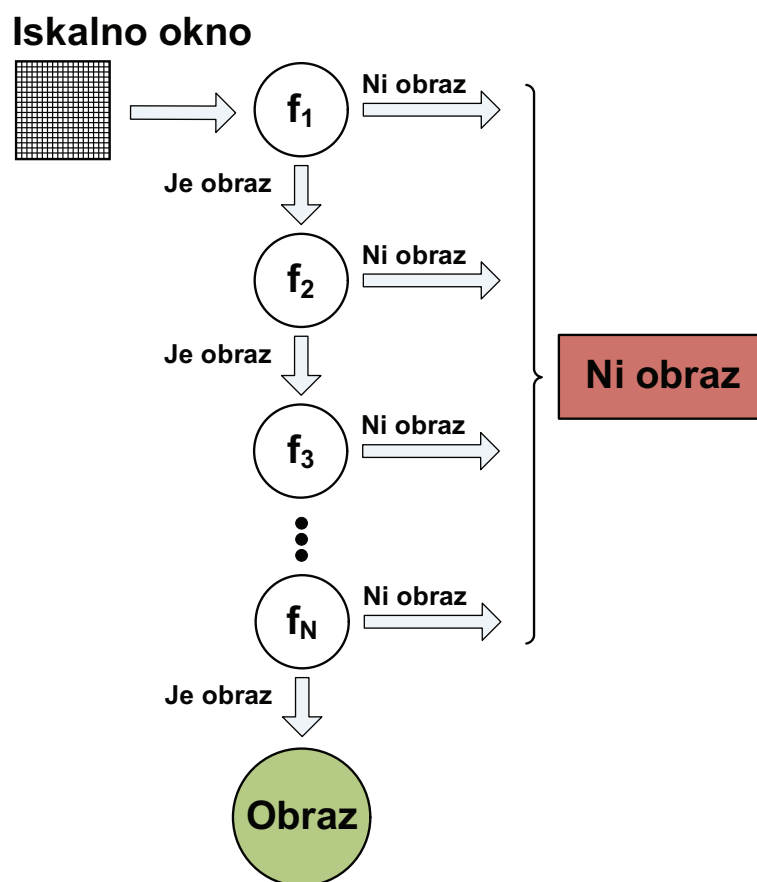 Iskalno okno
f₁
Ni obraz
Je obraz
f₂
Ni obraz
Je obraz
Ni obraz
f₃
Ni obraz
f_N
Ni obraz
Je obraz
Obraz